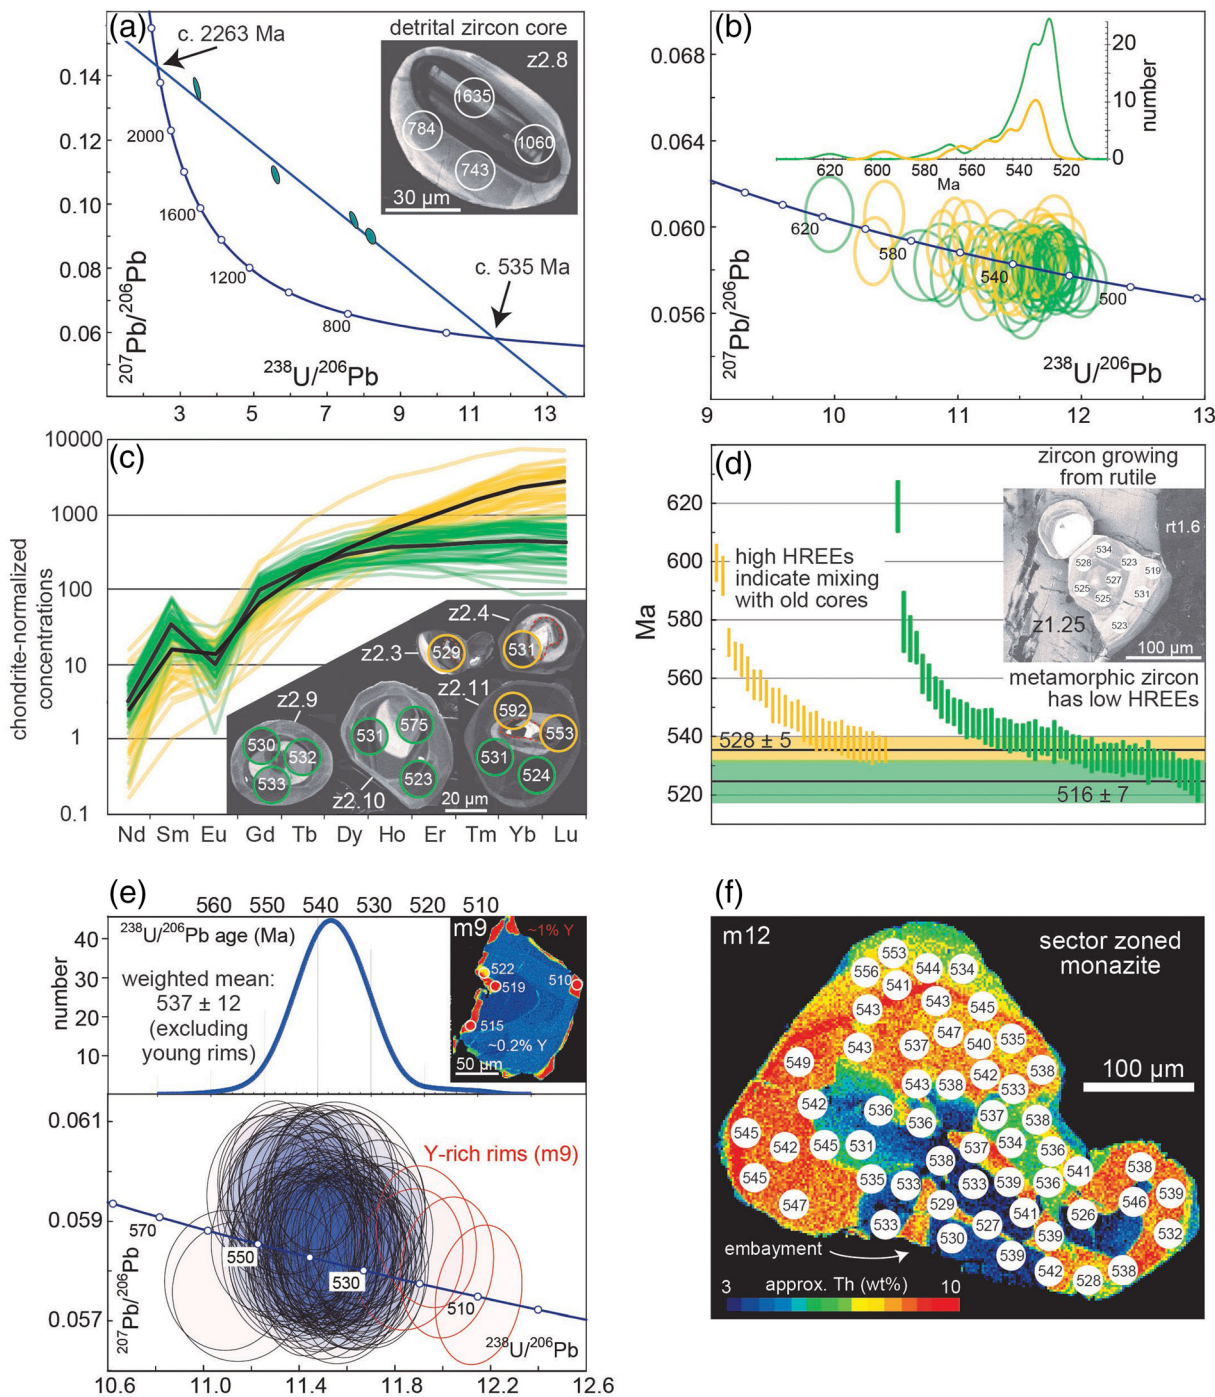 (a)
c. 2263 Ma
detrital zircon core
z2.8
1635
784
1060
743
30 µm
0.14
0.12
0.10
0.08
0.06
2000
1600
1200
800
c. 535 Ma
207Pb/206Pb
238U/206Pb
3 5 7 9 11 13
(b)
0.068
0.064
0.060
0.056
20
10
0
number
620 600 580 560 540 520
Ma
620
580
540
500
207Pb/206Pb
238U/206Pb
9 10 11 12 13
(c)
10000
1000
100
10
1
0.1
chondrite-normalized
concentrations
z2.4
z2.3
529
531
z2.11
z2.9
592
553
530
532
533
531
575
523
531
524
z2.10
20 µm
Nd Sm Eu Gd Tb Dy Ho Er Tm Yb Lu
(d)
zircon growing
from rutile
rt1.6
534
528
523
519
527
525
525
531
523
z1.25
100 µm
metamorphic zircon
has low HREEs
high HREEs
indicate mixing
with old cores
620
600
580
560
540
520
Ma
528 ± 5
516 ± 7
(e)
560 550 540 530 520 510
238U/206Pb age (Ma)
40
30
20
10
number
weighted mean:
537 ± 12
(excluding
young rims)
m9
~1% Y
522
519
510
515
~0.2% Y
50 µm
0.061
0.059
0.057
Y-rich rims (m9)
570
550
530
510
207Pb/206Pb
238U/206Pb
10.6 11.0 11.4 11.8 12.2 12.6
(f)
m12
sector zoned
monazite
553
556 544 534
541
543 543 545
547
543 537 540 535
549
542 538
543 538 533
542 536 537 538
536
545 545 531 534 536
542 537
538 541 538
545 535 533 533 539 536 539
547 529 541 546
533 527 526 532
530 539
539
542 528 538
100 µm
embayment
3 approx. Th (wt%) 10